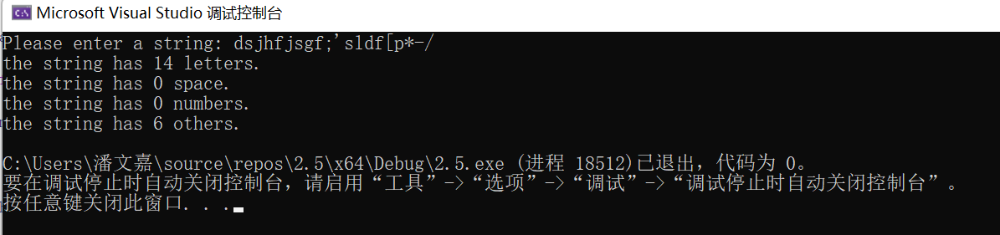 Microsoft Visual Studio 调试控制台
Please enter a string: dsjhfjsgf;'sldf[p*-/
the string has 14 letters.
the string has 0 space.
the string has 0 numbers.
the string has 6 others.
C:\Users\潘文嘉\source\repos\2.5\x64\Debug\2.5.exe (进程 18512)已退出，代码为 0。
要在调试停止时自动关闭控制台，请启用“工具”->“选项”->“调试”->“调试停止时自动关闭控制台”。
按任意键关闭此窗口. . .